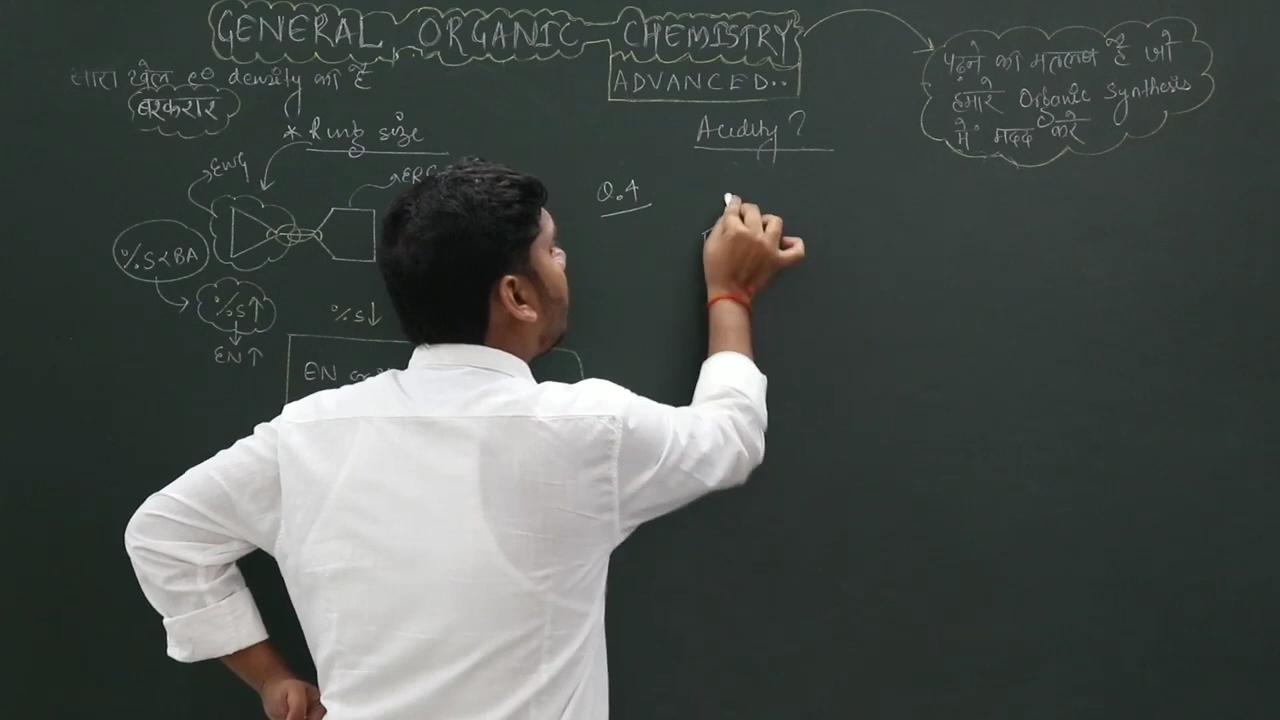 GENERAL ORGANIC CHEMISTRY
ADVANCED..
सारा खेल e⊖ density का है
बरकरार
* Ring size
EWG
%S ∝ BA
%S↑
EN↑
%S↓
EN
Acidity ?
Q.4
पढ़ने का मतलब है जो
हमारे Organic synthesis
में मदद करे